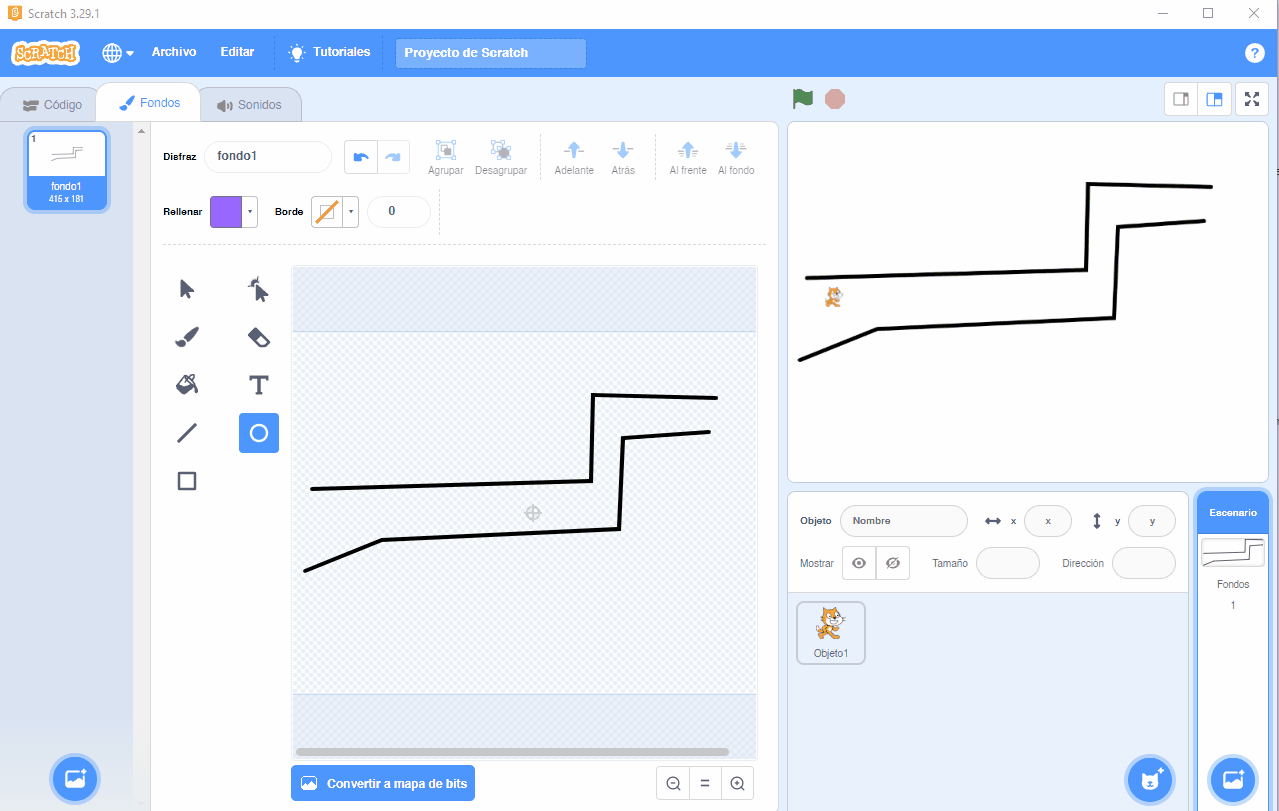 Scratch 3.29.1
SCRATCH
Archivo
Editar
Tutoriales
Proyecto de Scratch
?
Código
Fondos
Sonidos
1
fondo1
415 x 181
Disfraz
fondo1
Agrupar
Desagrupar
Adelante
Atrás
Al frente
Al fondo
Rellenar
Borde
0
T
Convertir a mapa de bits
Objeto
Nombre
x
x
y
y
Mostrar
Tamaño
Dirección
Objeto1
Escenario
Fondos
1